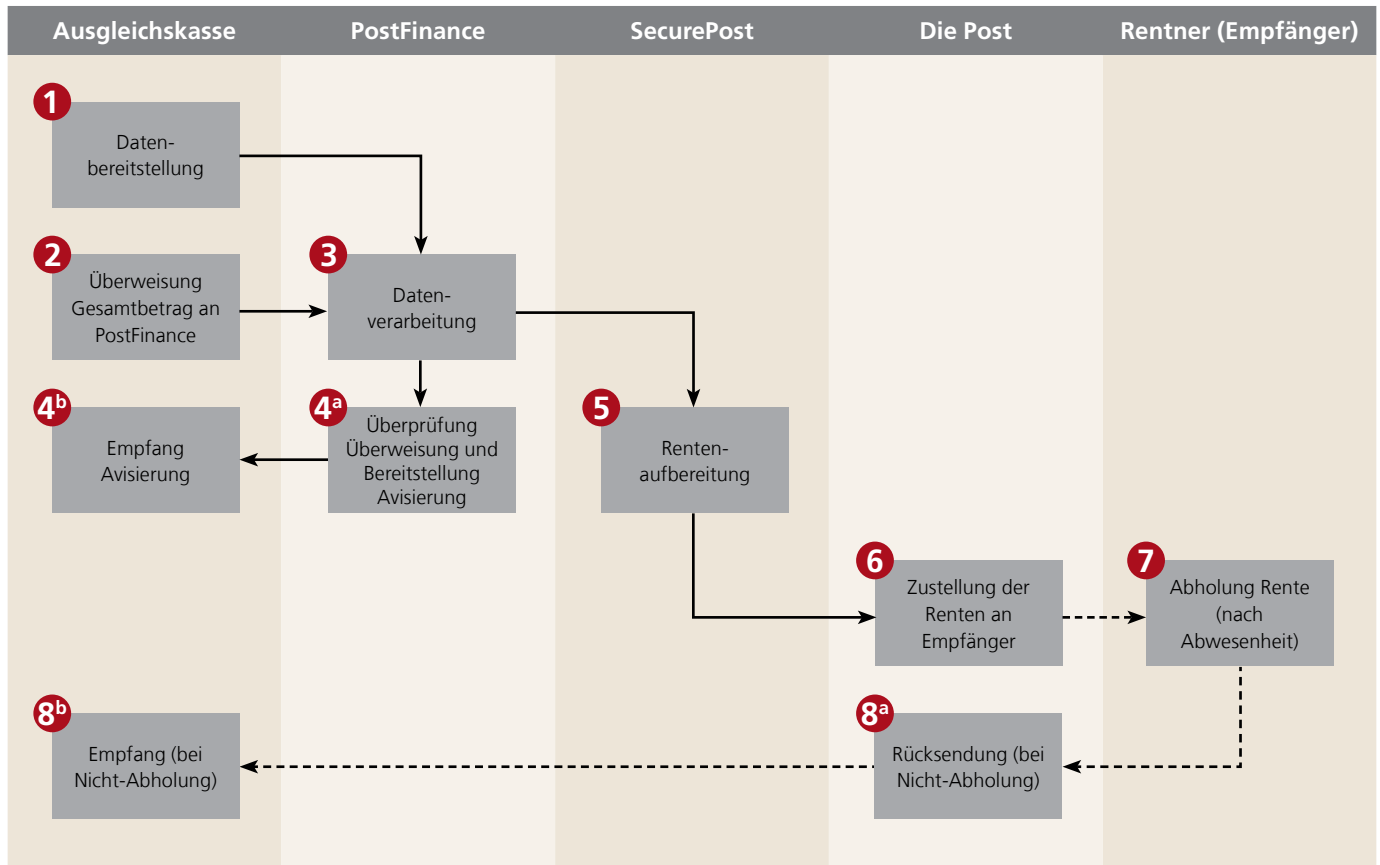 Ausgleichskasse PostFinance SecurePost Die Post Rentner (Empfänger)
1
Daten-
bereitstellung
2
Überweisung
Gesamtbetrag an
PostFinance
3
Daten-
verarbeitung
4b
Empfang
Avisierung
4a
Überprüfung
Überweisung und
Bereitstellung
Avisierung
5
Renten-
aufbereitung
6
Zustellung der
Renten an
Empfänger
7
Abholung Rente
(nach
Abwesenheit)
8b
Empfang (bei
Nicht-Abholung)
8a
Rücksendung (bei
Nicht-Abholung)